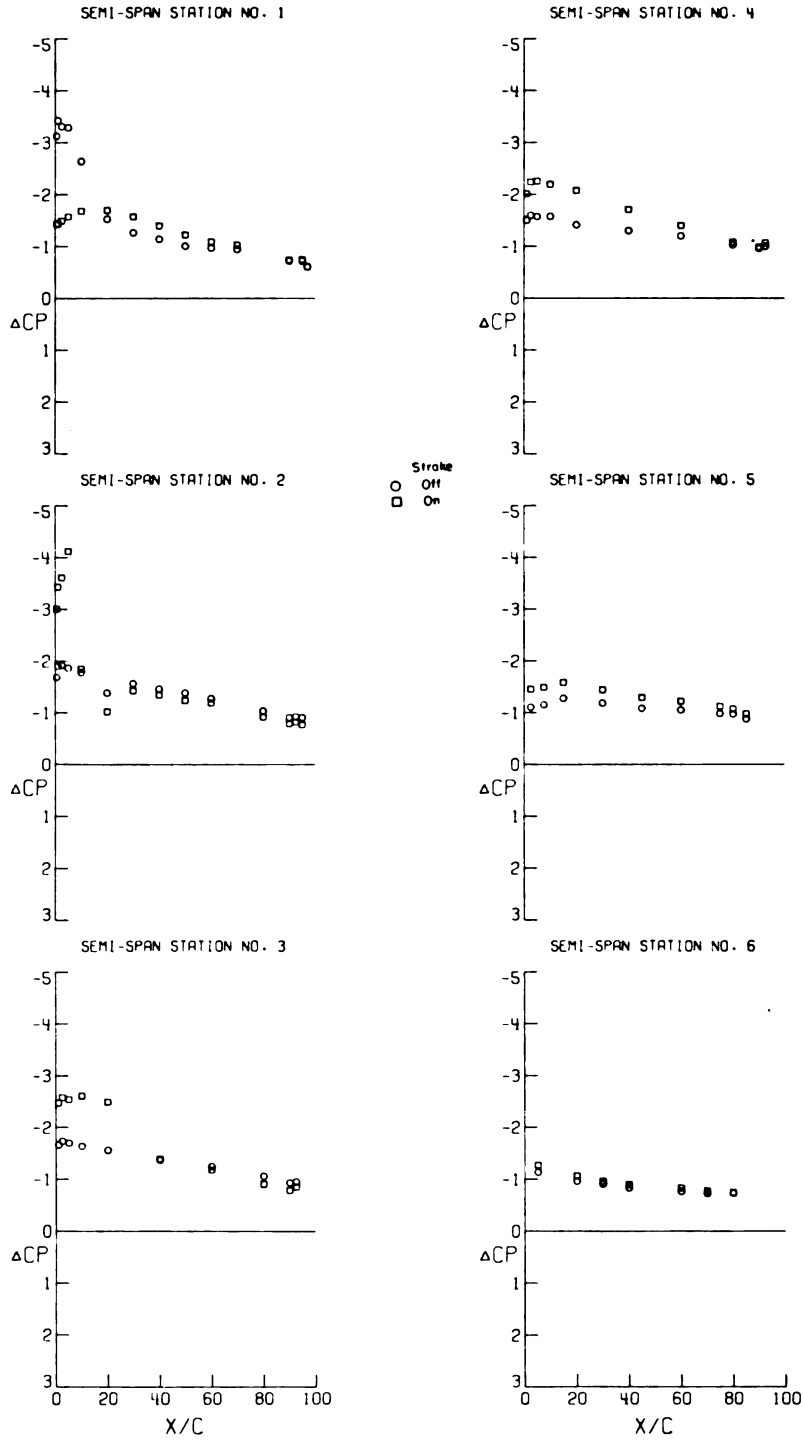 SEMI-SPAN STATION NO. 1
-5
-4
-3
-2
-1
0
ΔCP
1
2
3
SEMI-SPAN STATION NO. 4
-5
-4
-3
-2
-1
0
ΔCP
1
2
3
Strake
Off
On
SEMI-SPAN STATION NO. 2
-5
-4
-3
-2
-1
0
ΔCP
1
2
3
SEMI-SPAN STATION NO. 5
-5
-4
-3
-2
-1
0
ΔCP
1
2
3
SEMI-SPAN STATION NO. 3
-5
-4
-3
-2
-1
0
ΔCP
1
2
3
0 20 40 60 80 100
X/C
SEMI-SPAN STATION NO. 6
-5
-4
-3
-2
-1
0
ΔCP
1
2
3
0 20 40 60 80 100
X/C